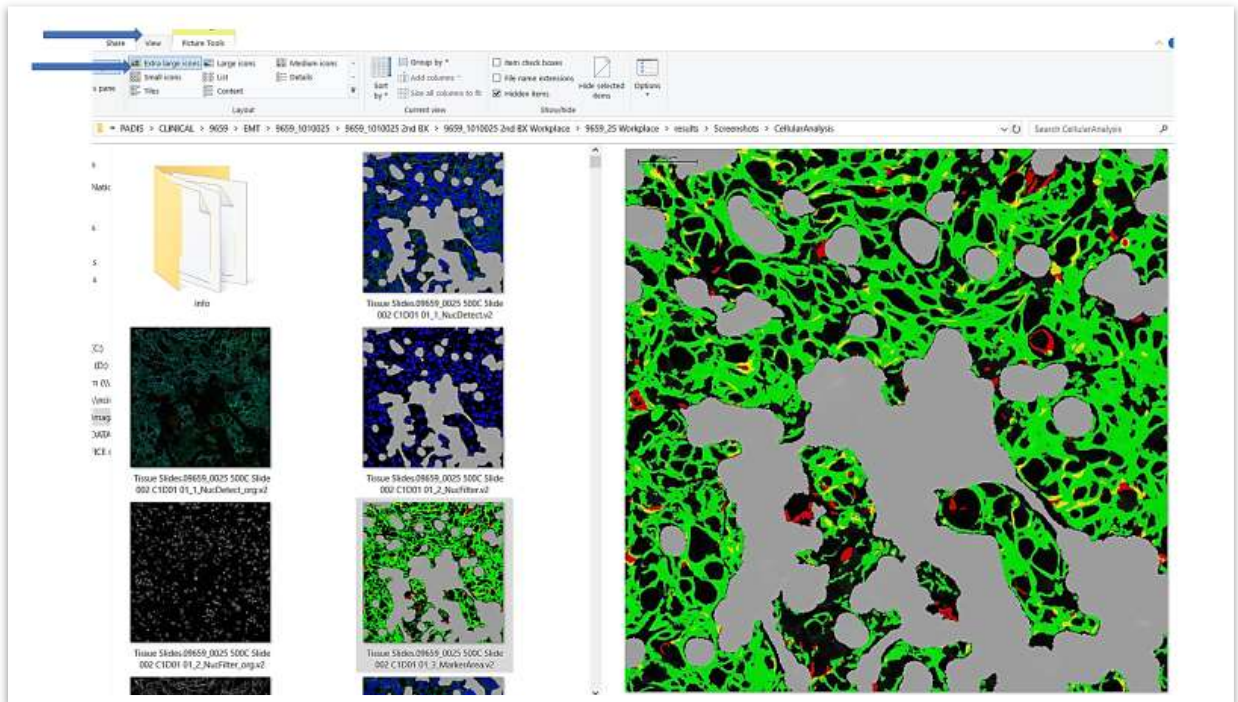 Share View Picture Tools
Extra large icons Large icons Medium icons
Small icons List Details
Tiles Content
Layout
s pane
Sort by
Group by
Add columns
Size all columns to fit
Current view
Item check boxes
File name extensions
Hidden items
Hide selected items
Show/hide
Options
PADIS > CLINICAL > 9659 > EMT > 9659_1010025 > 9659_1010025 2nd BX > 9659_1010025 2nd BX Workplace > 9659_25 Workplace > results > Screenshots > CellularAnalysis
Search CellularAnalysis
info
Tissue Slides.09659_0025 500C Slide
002 C1D01 01_1_NucDetect.v2
Tissue Slides.09659_0025 500C Slide
002 C1D01 01_1_NucDetect_org.v2
Tissue Slides.09659_0025 500C Slide
002 C1D01 01_2_NucFilter.v2
Tissue Slides.09659_0025 500C Slide
002 C1D01 01_2_NucFilter_org.v2
Tissue Slides.09659_0025 500C Slide
002 C1D01 01_3_MarkerArea.v2